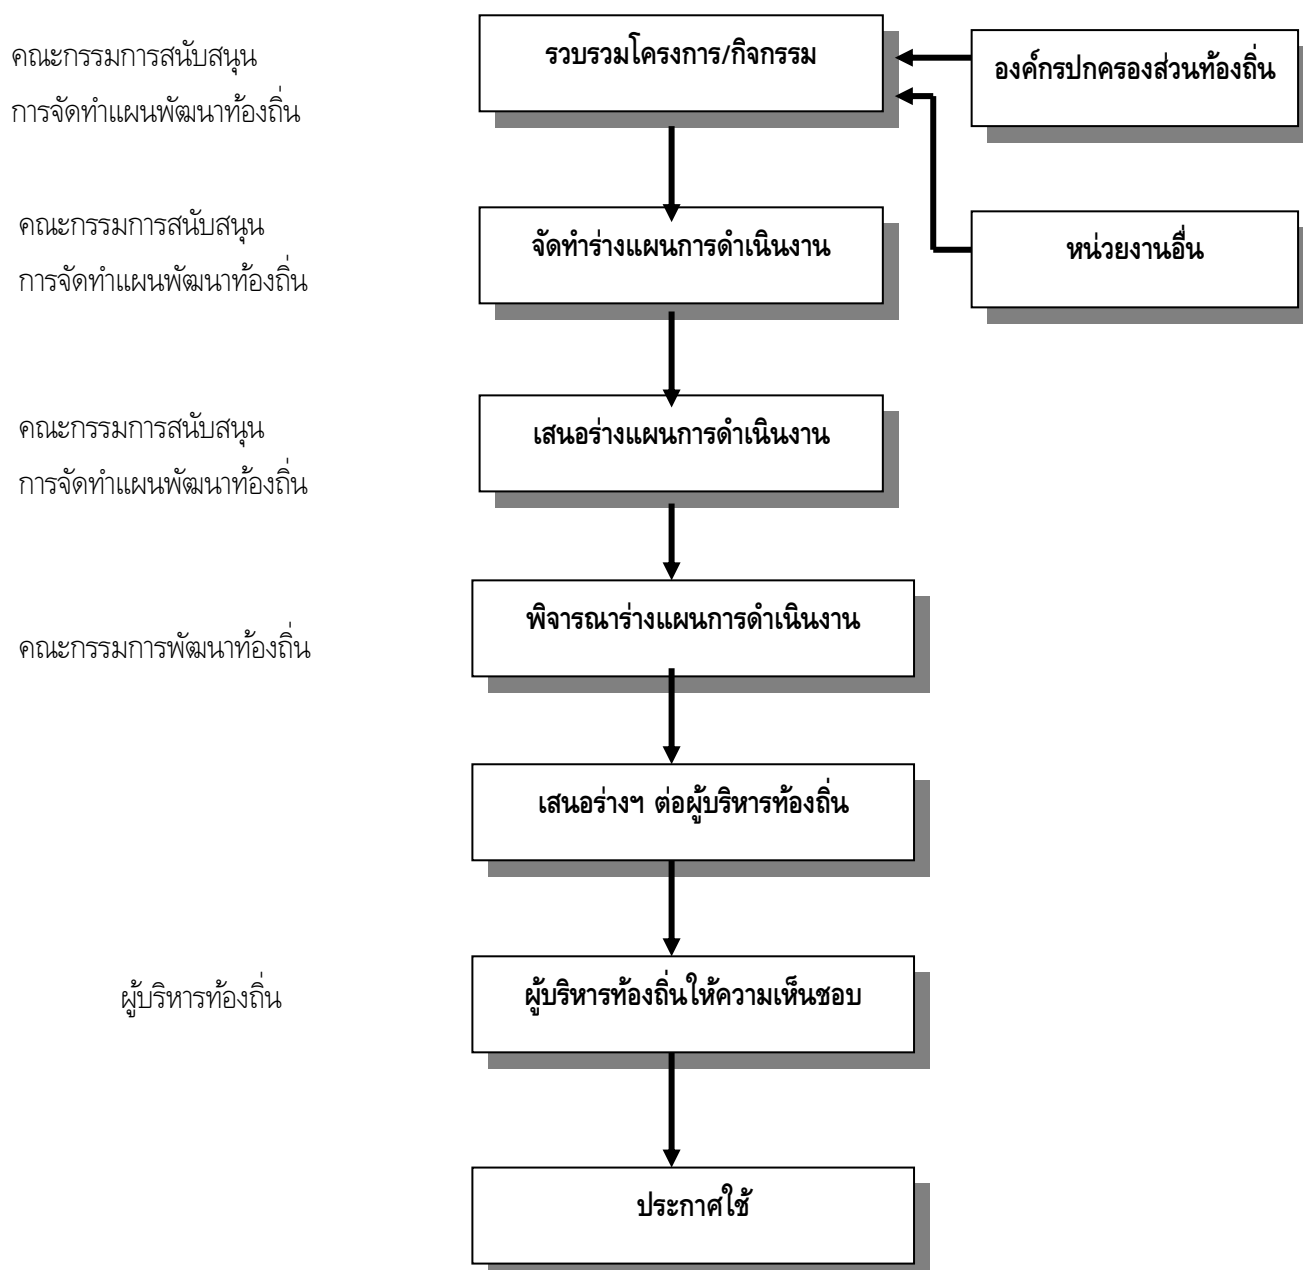 คณะกรรมการสนับสนุน
การจัดทำแผนพัฒนาท้องถิ่น
รวบรวมโครงการ/กิจกรรม
องค์กรปกครองส่วนท้องถิ่น
คณะกรรมการสนับสนุน
การจัดทำแผนพัฒนาท้องถิ่น
จัดทำร่างแผนการดำเนินงาน
หน่วยงานอื่น
คณะกรรมการสนับสนุน
การจัดทำแผนพัฒนาท้องถิ่น
เสนอร่างแผนการดำเนินงาน
คณะกรรมการพัฒนาท้องถิ่น
พิจารณาร่างแผนการดำเนินงาน
เสนอร่างฯ ต่อผู้บริหารท้องถิ่น
ผู้บริหารท้องถิ่น
ผู้บริหารท้องถิ่นให้ความเห็นชอบ
ประกาศใช้